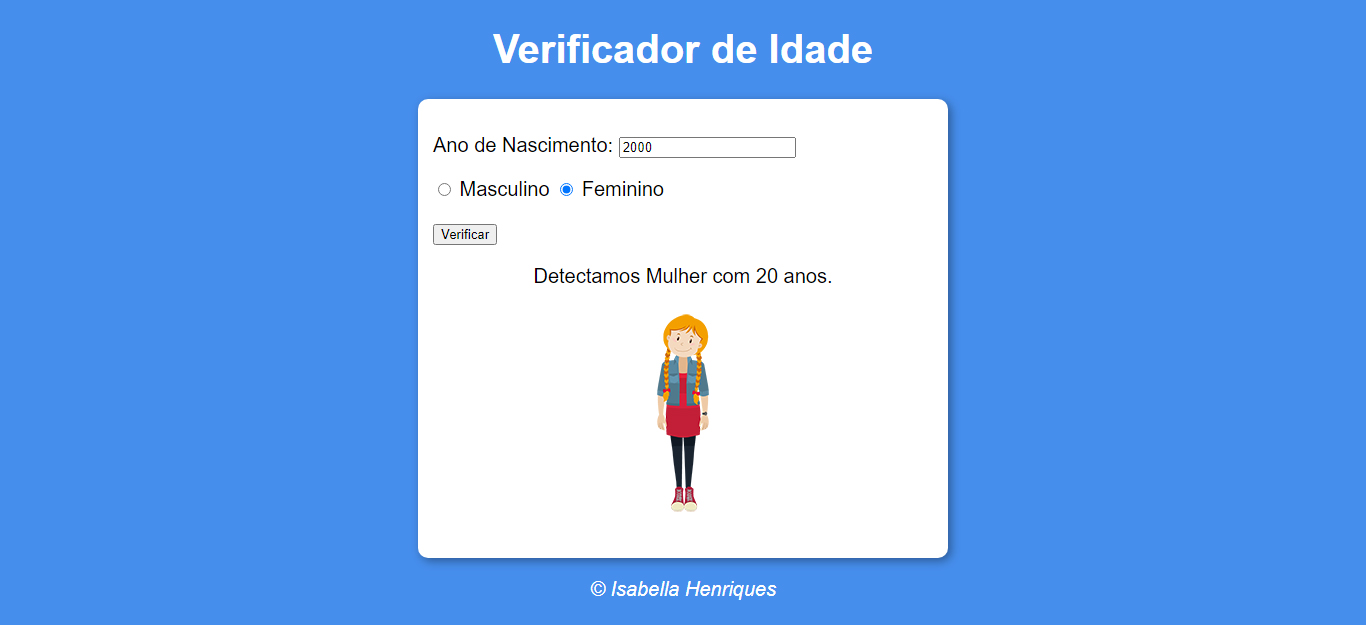 Verificador de Idade
Ano de Nascimento: 2000
Masculino Feminino
Verificar
Detectamos Mulher com 20 anos.
© Isabella Henriques